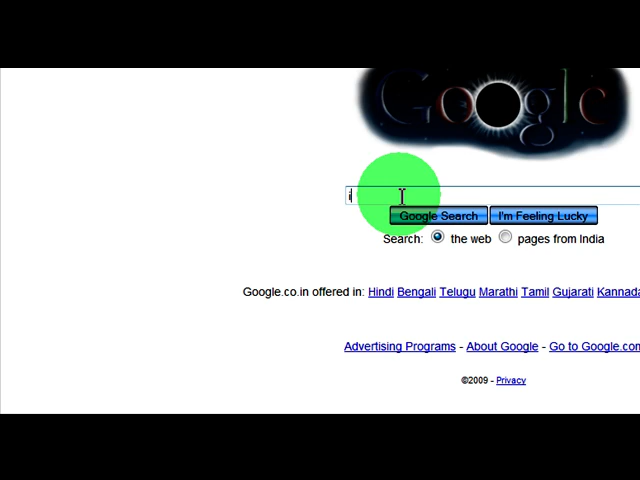 Google
i
Google Search I'm Feeling Lucky
Search: the web pages from India
Google.co.in offered in: Hindi Bengali Telugu Marathi Tamil Gujarati Kannada
Advertising Programs - About Google - Go to Google.com
©2009 - Privacy